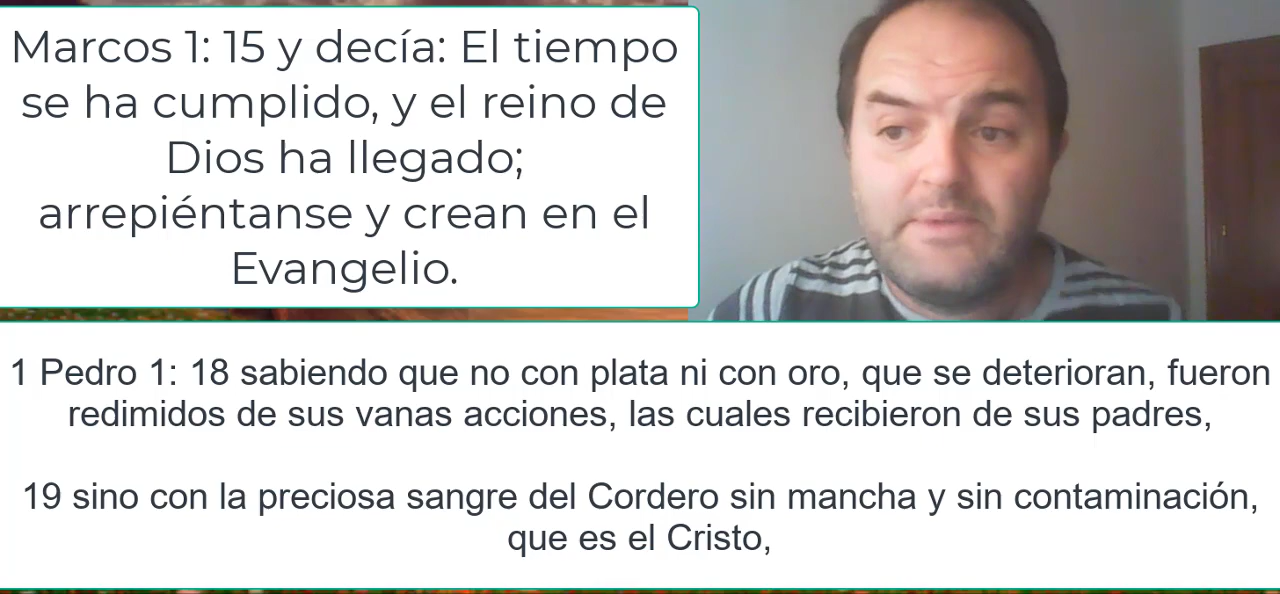 Marcos 1: 15 y decía: El tiempo
se ha cumplido, y el reino de
Dios ha llegado;
arrepiéntanse y crean en el
Evangelio.
1 Pedro 1: 18 sabiendo que no con plata ni con oro, que se deterioran, fueron
redimidos de sus vanas acciones, las cuales recibieron de sus padres,
19 sino con la preciosa sangre del Cordero sin mancha y sin contaminación,
que es el Cristo,